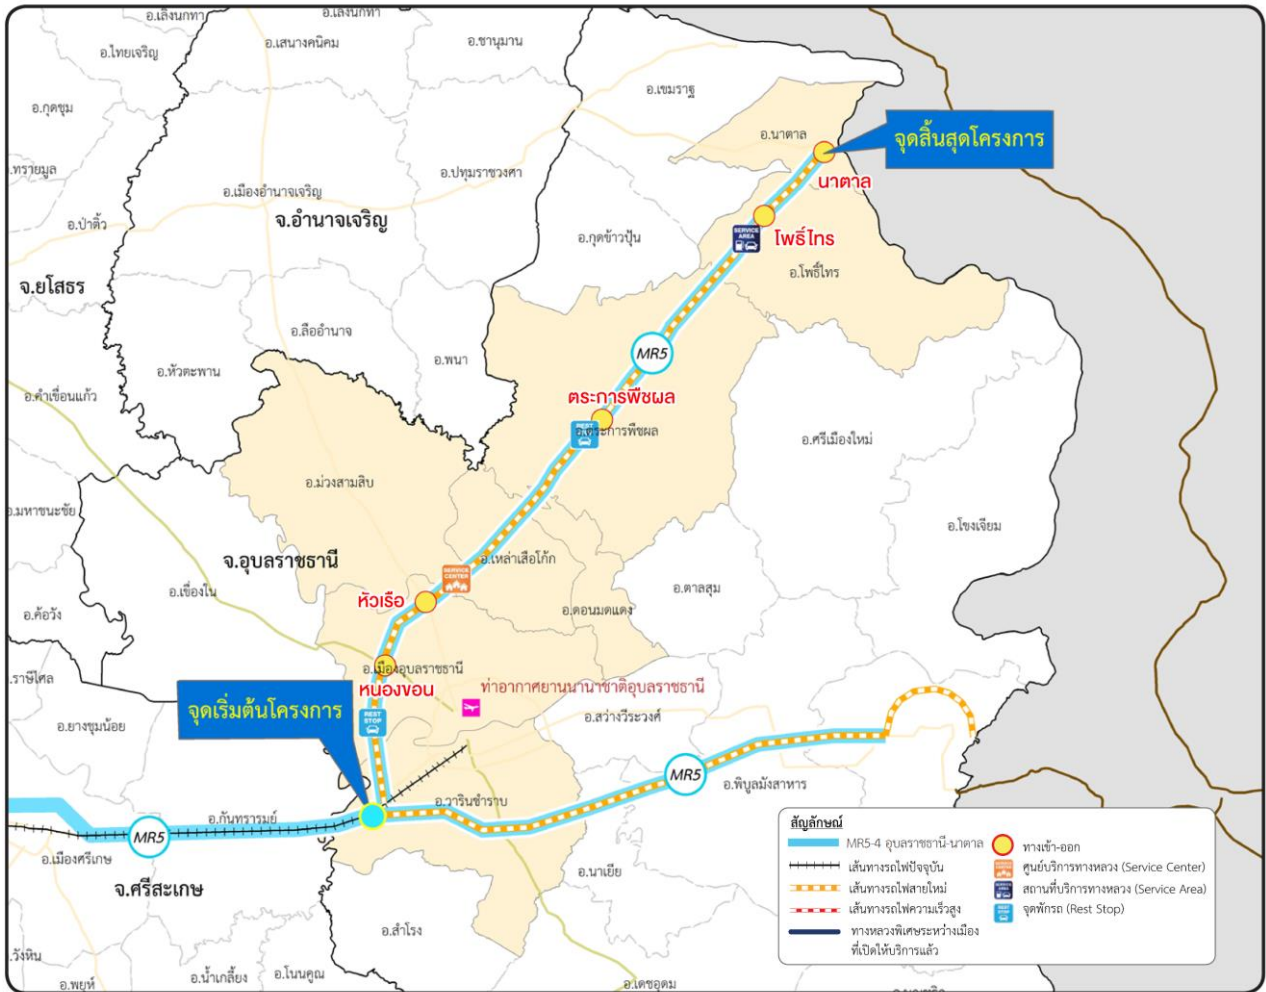 อ.เลิงนกทา
อ.เลิงนกทา
อ.ไทยเจริญ
อ.เสนางคนิคม
อ.ชานุมาน
อ.กุดชุม
อ.เขมราฐ
อ.นาตาล
จุดสิ้นสุดโครงการ
.ทรายมูล
อ.เมืองอำนาจเจริญ
อ.ปทุมราชวงศา
นาตาล
อ.ป่าติ้ว
จ.อำนาจเจริญ
อ.กุดข้าวปุ้น
SERVICE
AREA
โพธิ์ไทร
อ.โพธิ์ไทร
จ.ยโสธร
อ.ลืออำนาจ
อ.พนา
MR5
อ.หัวตะพาน
อ.คำเขื่อนแก้ว
ตระการพืชผล
REST
อ.ตระการพืชผล
อ.ศรีเมืองใหม่
อ.ม่วงสามสิบ
อ.มหาชนะชัย
อ.โขงเจียม
จ.อุบลราชธานี
อ.เหล่าเสือโก้ก
SERVICE
CENTER
อ.เขื่องใน
อ.ตาลสุม
หัวเรือ
อ.ดอนมดแดง
อ.ค้อวัง
อ.เมืองอุบลราชธานี
.ราษีไศล
หนองขอน
ท่าอากาศยานนานาชาติอุบลราชธานี
จุดเริ่มต้นโครงการ
REST
STOP
อ.สว่างวีระวงศ์
อ.ยางชุมน้อย
MR5
อ.พิบูลมังสาหาร
อ.วารินชำราบ
อ.กันทรารมย์
MR5
อ.เมืองศรีเกษ
จ.ศรีสะเกษ
อ.นาเยีย
อ.สำโรง
.วังหิน
อ.พยุห์
อ.น้ำเกลี้ยง
อ.โนนคูณ
อ.เดชอุดม
สัญลักษณ์
MR5-4 อุบลราชธานี-นาตาล
เส้นทางรถไฟปัจจุบัน
เส้นทางรถไฟสายใหม่
เส้นทางรถไฟความเร็วสูง
ทางหลวงพิเศษระหว่างเมือง
ที่เปิดให้บริการแล้ว
ทางเข้า-ออก
ศูนย์บริการทางหลวง (Service Center)
สถานที่บริการทางหลวง (Service Area)
จุดพักรถ (Rest Stop)